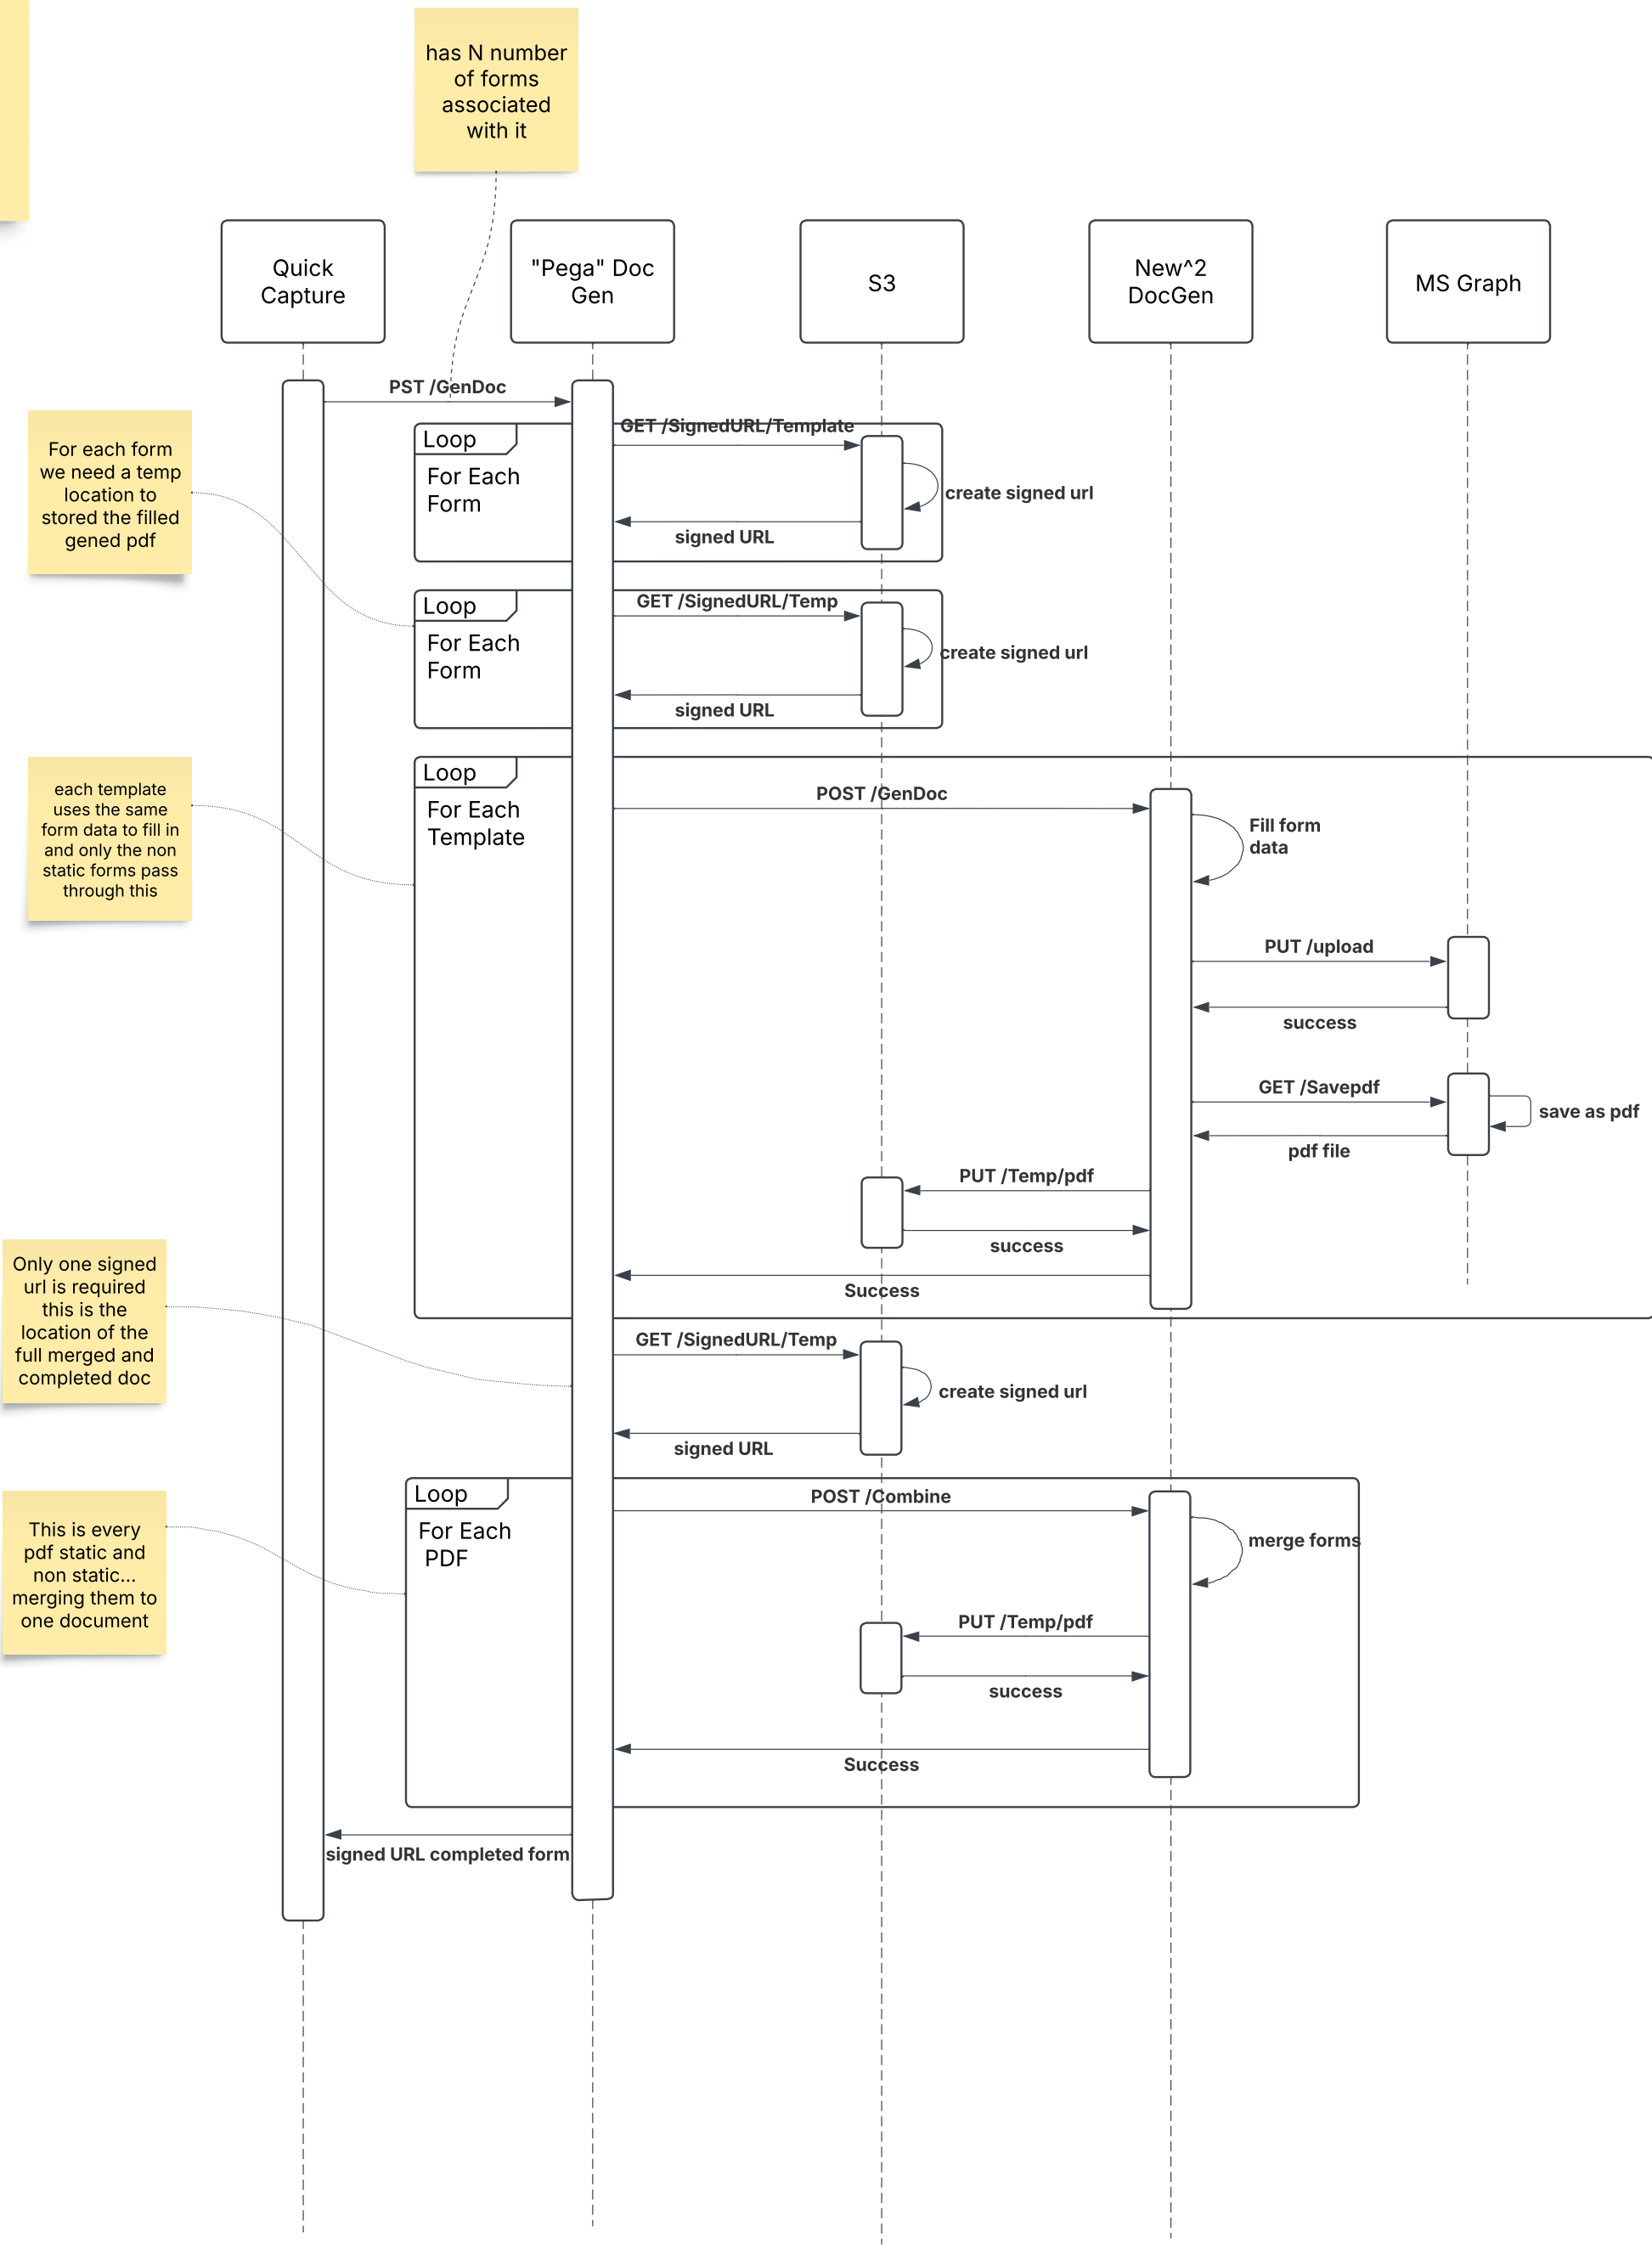 has N number
of forms
associated
with it
Quick
Capture
"Pega" Doc
Gen
S3
New^2
DocGen
MS Graph
PST /GenDoc
For each form
we need a temp
location to
stored the filled
gened pdf
Loop
For Each
Form
GET /SignedURL/Template
create signed url
signed URL
Loop
For Each
Form
GET /SignedURL/Temp
create signed url
signed URL
each template
uses the same
form data to fill in
and only the non
static forms pass
through this
Loop
For Each
Template
POST /GenDoc
Fill form
data
PUT /upload
success
GET /Savepdf
save as pdf
pdf file
PUT /Temp/pdf
success
Success
Only one signed
url is required
this is the
location of the
full merged and
completed doc
GET /SignedURL/Temp
create signed url
signed URL
This is every
pdf static and
non static...
merging them to
one document
Loop
For Each
PDF
POST /Combine
merge forms
PUT /Temp/pdf
success
Success
signed URL completed form